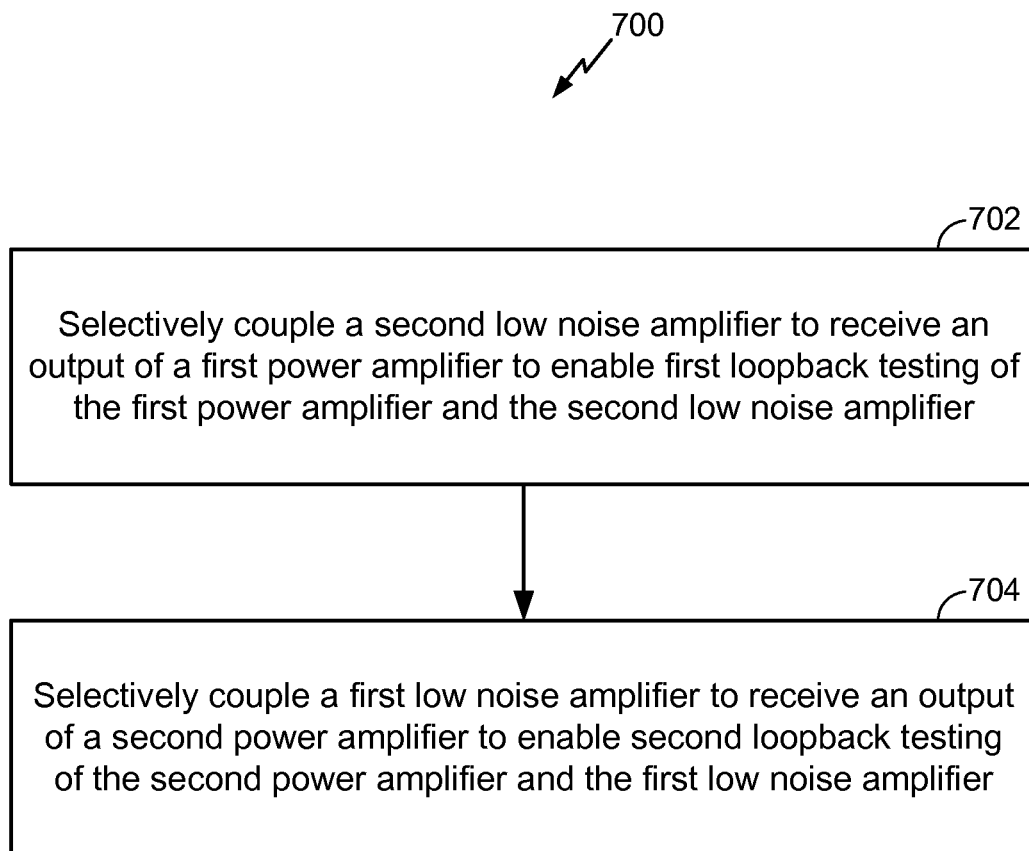 700
702
Selectively couple a second low noise amplifier to receive an
output of a first power amplifier to enable first loopback testing of
the first power amplifier and the second low noise amplifier
704
Selectively couple a first low noise amplifier to receive an output
of a second power amplifier to enable second loopback testing
of the second power amplifier and the first low noise amplifier